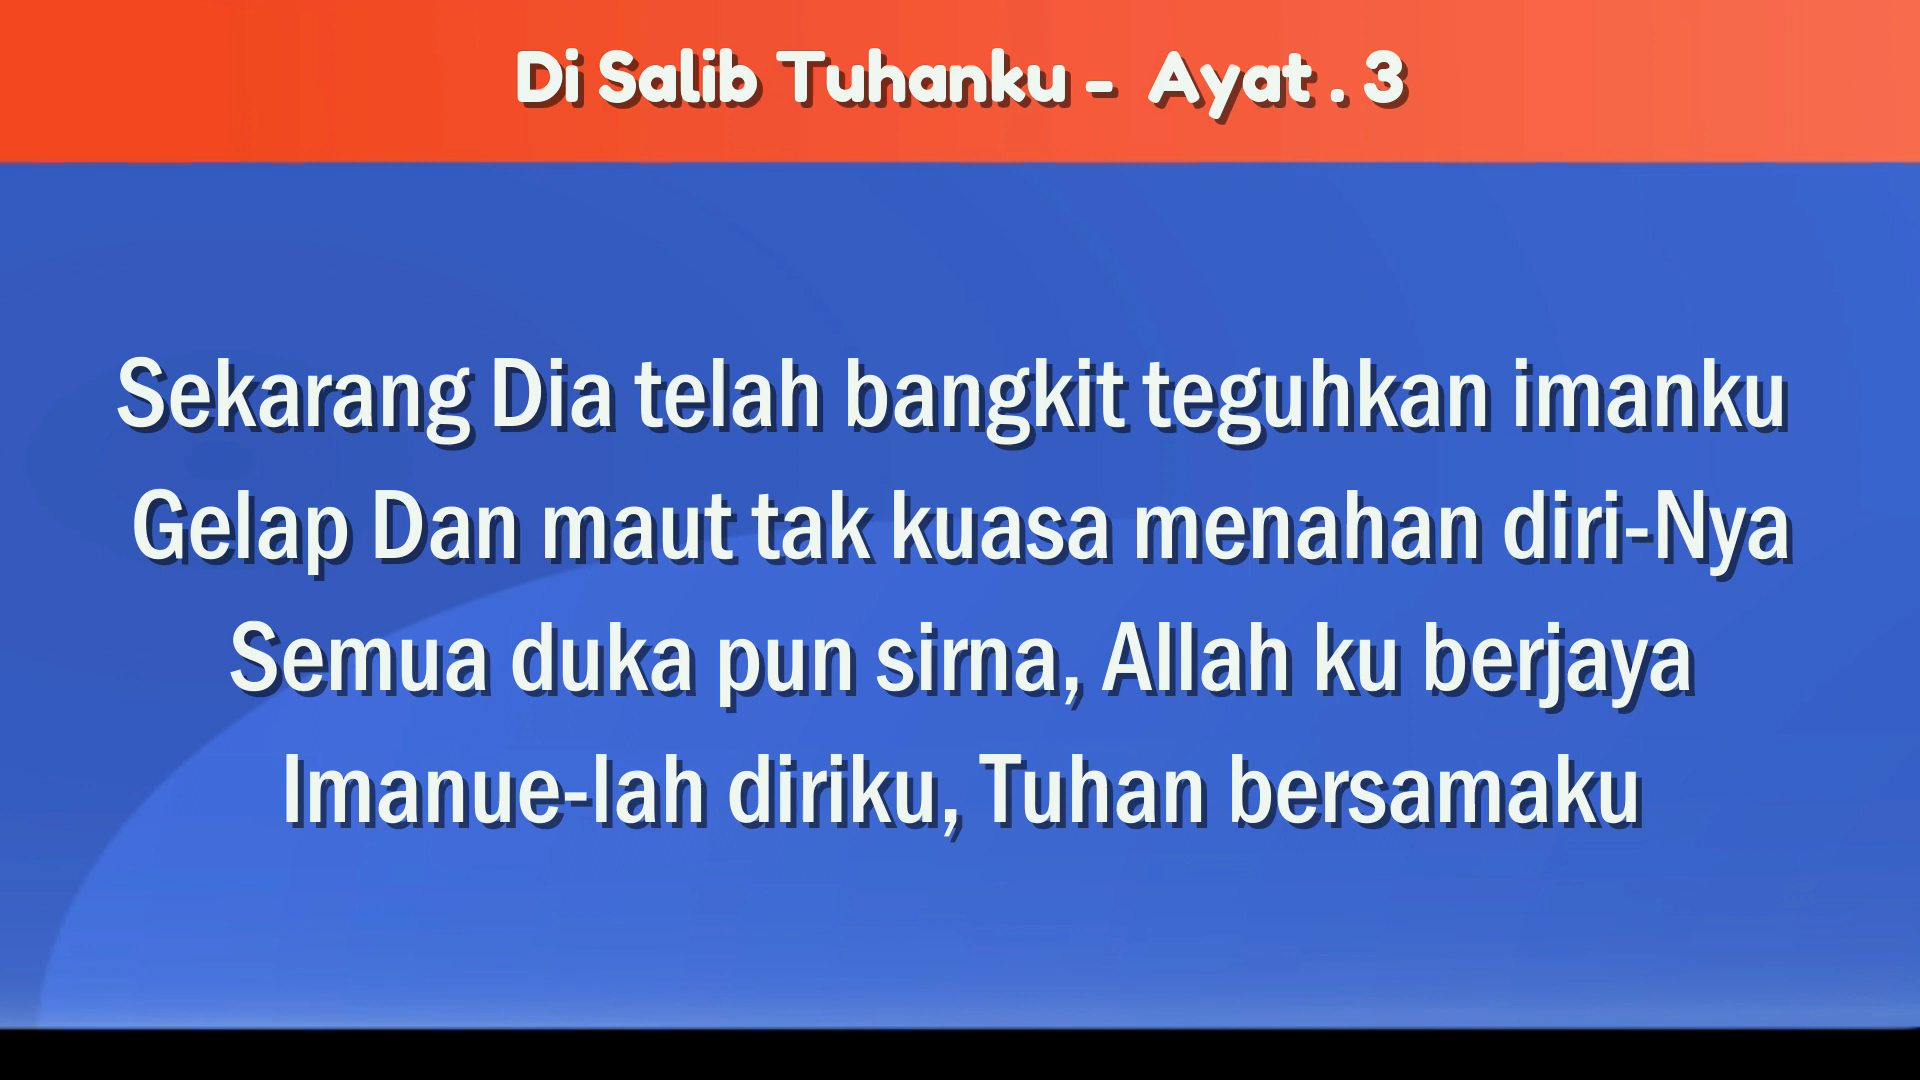 Di Salib Tuhanku - Ayat . 3
Sekarang Dia telah bangkit teguhkan imanku
Gelap Dan maut tak kuasa menahan diri-Nya
Semua duka pun sirna, Allah ku berjaya
Imanue-lah diriku, Tuhan bersamaku